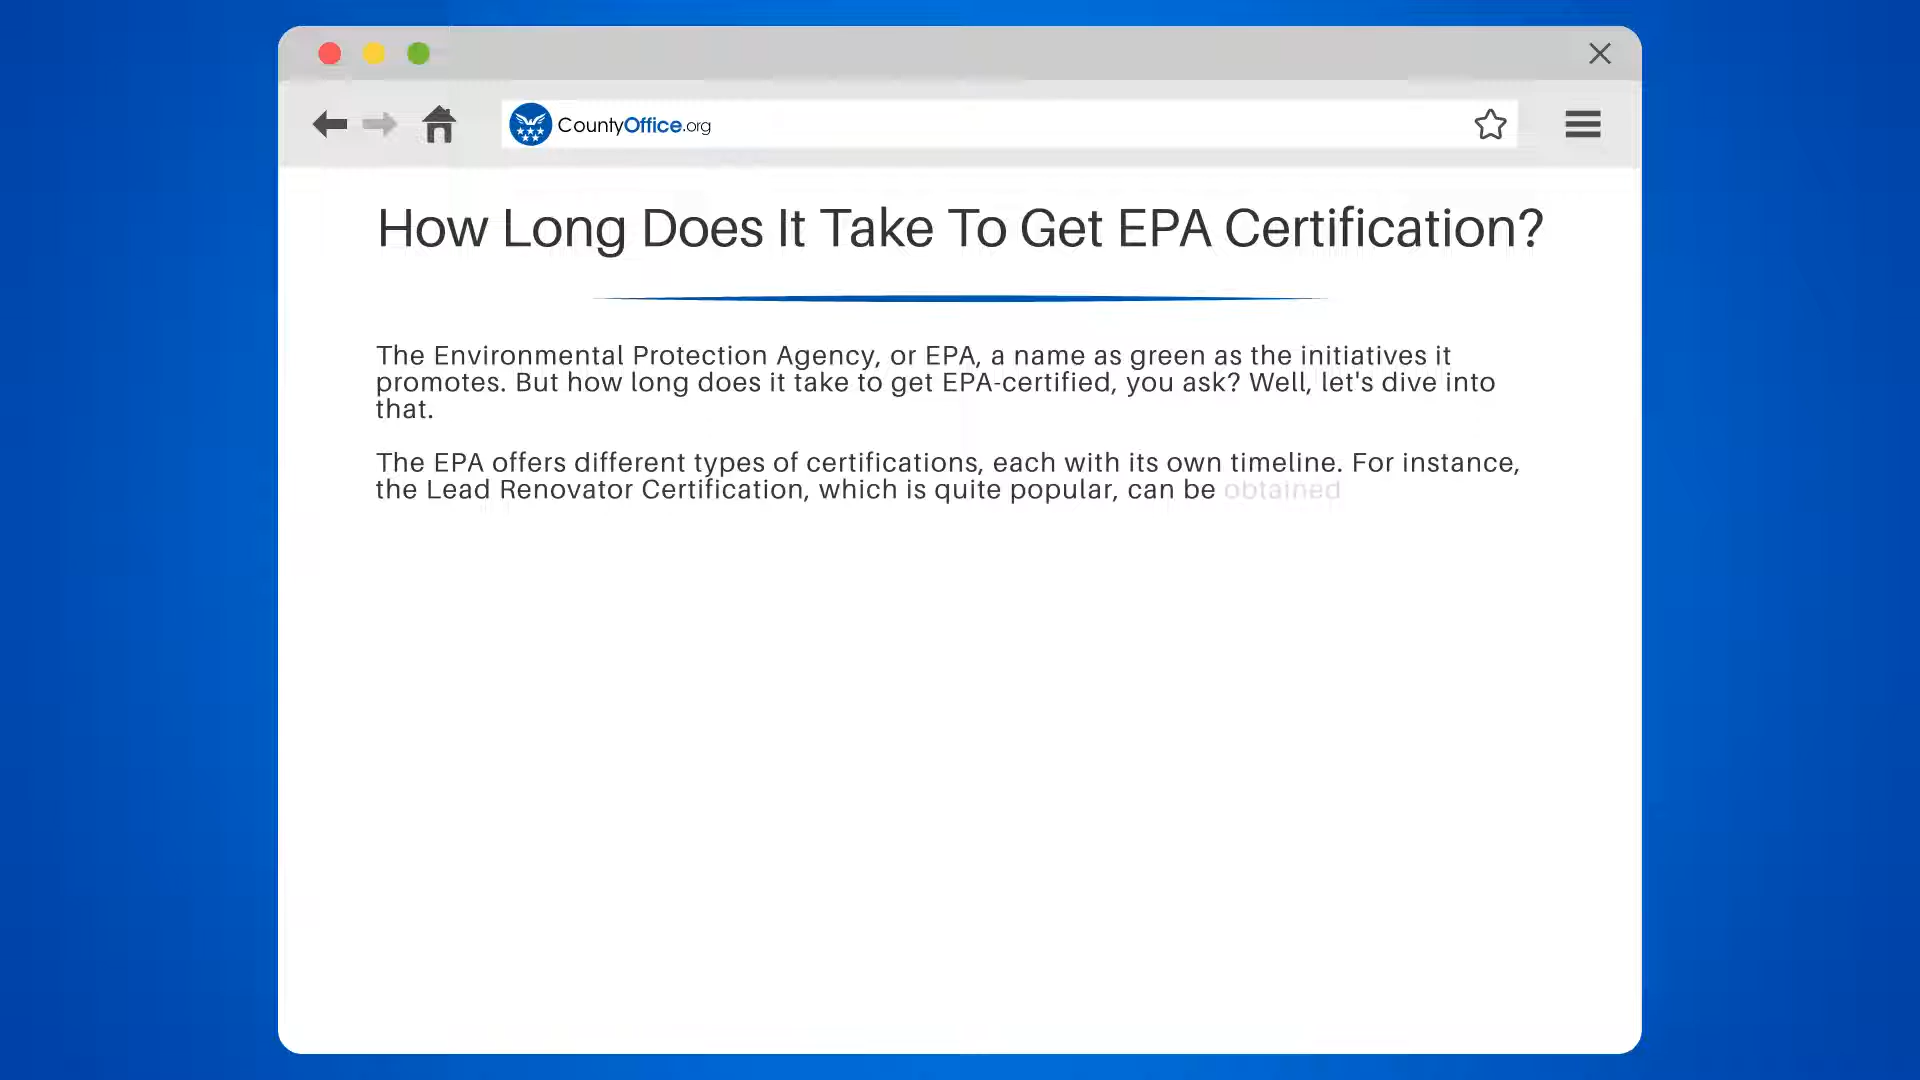 CountyOffice.org
How Long Does It Take To Get EPA Certification?
The Environmental Protection Agency, or EPA, a name as green as the initiatives it
promotes. But how long does it take to get EPA-certified, you ask? Well, let's dive into
that.
The EPA offers different types of certifications, each with its own timeline. For instance,
the Lead Renovator Certification, which is quite popular, can be obtained